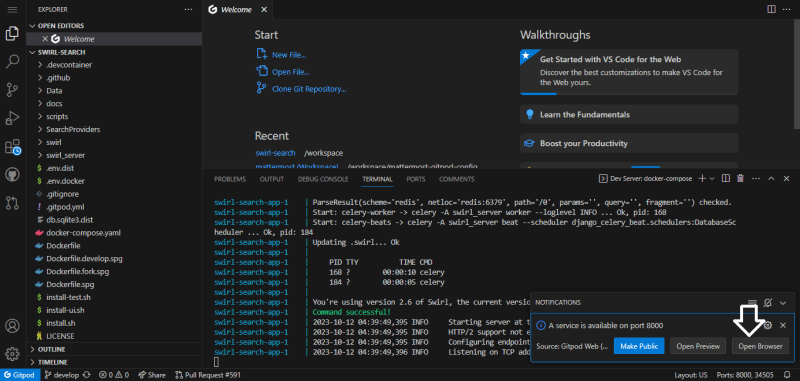 EXPLORER
OPEN EDITORS
Welcome
SWIRL-SEARCH
.devcontainer
.github
Data
docs
scripts
SearchProviders
swirl
swirl_server
.env.dist
.env.docker
.gitignore
.gitpod.yml
db.sqlite3.dist
docker-compose.yaml
Dockerfile
Dockerfile.develop.spg
Dockerfile.fork.spg
Dockerfile.spg
install-test.sh
install-ui.sh
install.sh
LICENSE
OUTLINE
TIMELINE
Welcome
Start
New File...
Open File...
Clone Git Repository...
Recent
swirl-search /workspace
mattermost (Workspace) /workspace/mattermost-gitpod-config
Walkthroughs
Get Started with VS Code for the Web
Discover the best customizations to make VS Code for
the Web yours.
Learn the Fundamentals
Boost your Productivity
PROBLEMS OUTPUT DEBUG CONSOLE TERMINAL PORTS COMMENTS
Dev Server: docker-compose
swirl-search-app-1 | ParseResult(scheme='redis', netloc='redis:6379', path='/0', params='', query='', fragment='') checked.
swirl-search-app-1 | Start: celery-worker -> celery -A swirl_server worker --loglevel INFO ... Ok, pid: 168
swirl-search-app-1 | Start: celery-beats -> celery -A swirl_server beat --scheduler django_celery_beat.schedulers:DatabaseSc
heduler ... Ok, pid: 184
swirl-search-app-1 | Updating .swirl... Ok
swirl-search-app-1 |
swirl-search-app-1 | PID TTY TIME CMD
swirl-search-app-1 | 168 ? 00:00:10 celery
swirl-search-app-1 | 184 ? 00:00:05 celery
swirl-search-app-1 |
swirl-search-app-1 | You're using version 2.6 of Swirl, the current versio
swirl-search-app-1 | Command successful!
swirl-search-app-1 | 2023-10-12 04:39:49,395 INFO Starting server at t
swirl-search-app-1 | 2023-10-12 04:39:49,395 INFO HTTP/2 support not e
swirl-search-app-1 | 2023-10-12 04:39:49,395 INFO Configuring endpoint
swirl-search-app-1 | 2023-10-12 04:39:49,396 INFO Listening on TCP add
NOTIFICATIONS
A service is available on port 8000
Source: Gitpod Web (...
Make Public
Open Preview
Open Browser
Gitpod
develop
0
0
Share
Pull Request #591
Layout: US
Ports: 8000, 34505